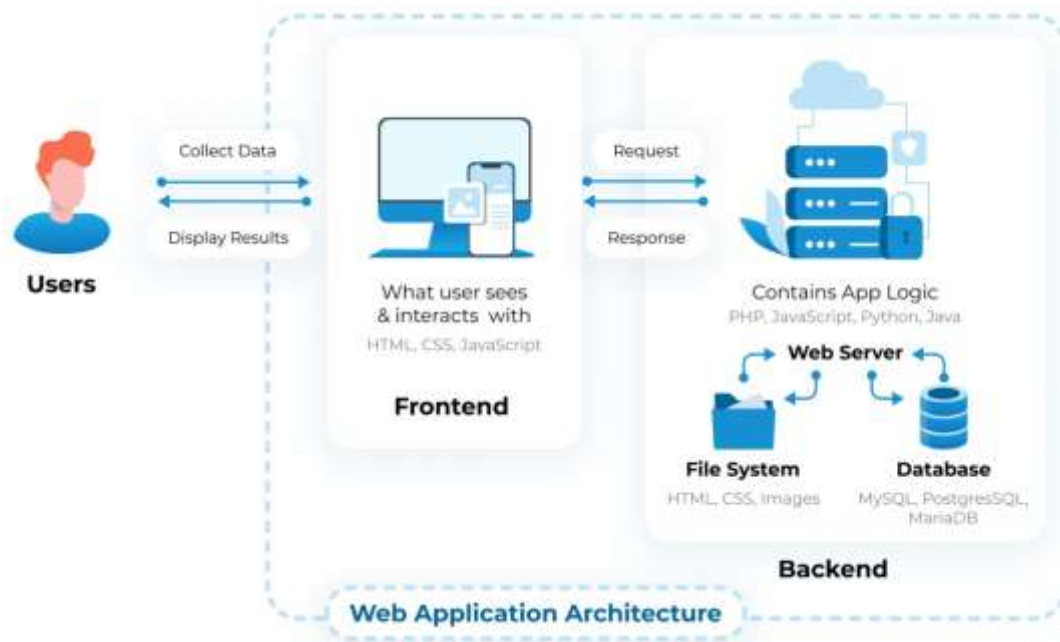 Users
Collect Data
Display Results
What user sees
& interacts with
HTML, CSS, JavaScript
Frontend
Request
Response
Contains App Logic
PHP, JavaScript, Python, Java
Web Server
File System
HTML, CSS, Images
Database
MySQL, PostgresSQL,
MariaDB
Backend
Web Application Architecture